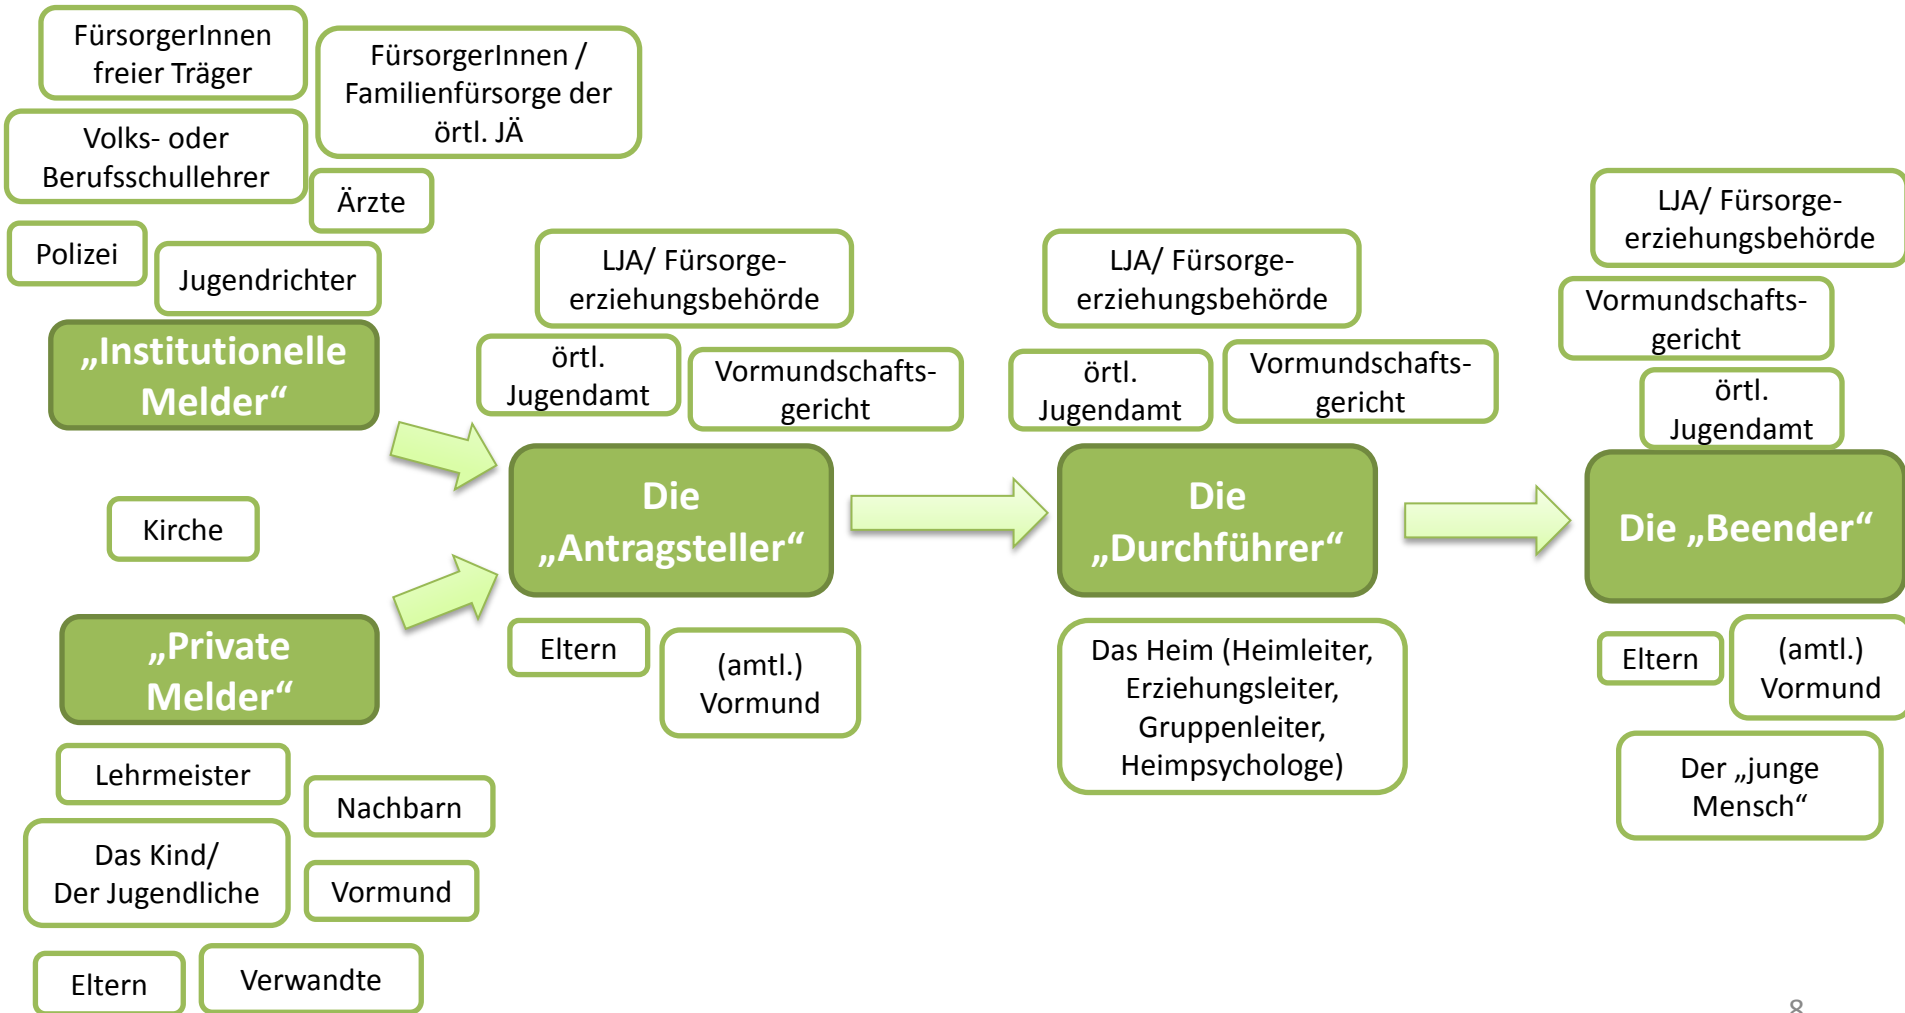 FürsorgerInnen
freier Träger
FürsorgerInnen /
Familienfürsorge der
örtl. JÄ
Volks- oder
Berufsschullehrer
Ärzte
Polizei
Jugendrichter
„Institutionelle
Melder“
Kirche
„Private
Melder“
Lehrmeister
Nachbarn
Das Kind/
Der Jugendliche
Vormund
Eltern
Verwandte
LJA/ Fürsorge-
erziehungsbehörde
örtl.
Jugendamt
Vormundschafts-
gericht
Die
„Antragsteller“
Eltern
(amtl.)
Vormund
LJA/ Fürsorge-
erziehungsbehörde
örtl.
Jugendamt
Vormundschafts-
gericht
Die
„Durchführer“
Das Heim (Heimleiter,
Erziehungsleiter,
Gruppenleiter,
Heimpsychologe)
LJA/ Fürsorge-
erziehungsbehörde
Vormundschafts-
gericht
örtl.
Jugendamt
Die „Beender“
Eltern
(amtl.)
Vormund
Der „junge
Mensch“
8